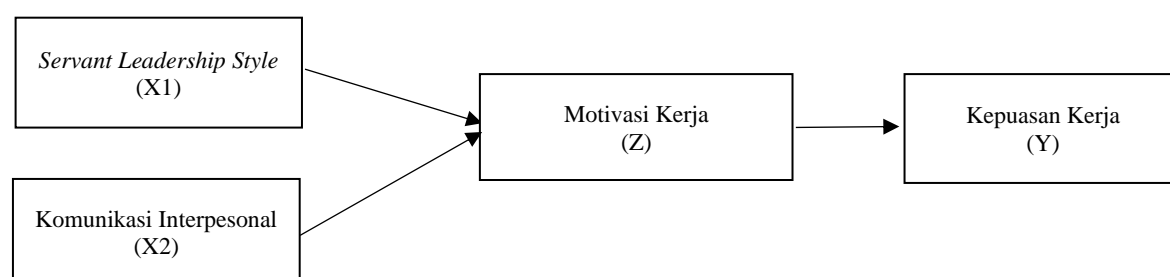 Servant Leadership Style
(X1)
Motivasi Kerja
(Z)
Kepuasan Kerja
(Y)
Komunikasi Interpesonal
(X2)